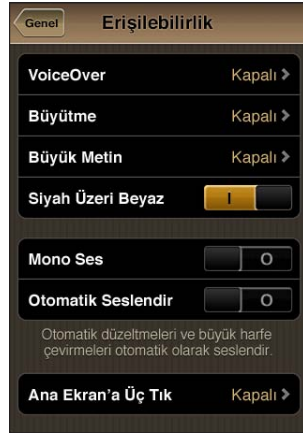 Genel
Erişilebilirlik
VoiceOver Kapalı
Büyütme Kapalı
Büyük Metin Kapalı
Siyah Üzeri Beyaz I
Mono Ses O
Otomatik Seslendir O
Otomatik düzeltmeleri ve büyük harfe
çevirmeleri otomatik olarak seslendir.
Ana Ekran'a Üç Tık Kapalı